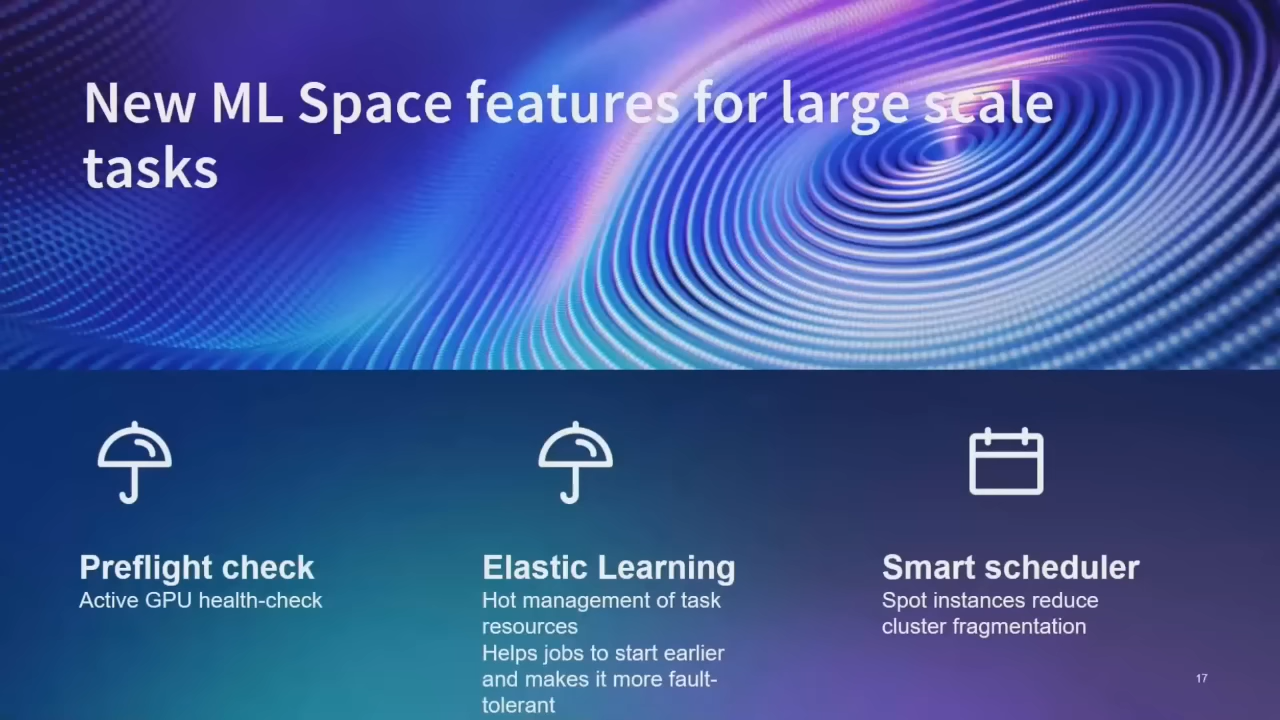 New ML Space features for large scale
tasks
Preflight check
Active GPU health-check
Elastic Learning
Hot management of task
resources
Helps jobs to start earlier
and makes it more fault-
tolerant
Smart scheduler
Spot instances reduce
cluster fragmentation
17